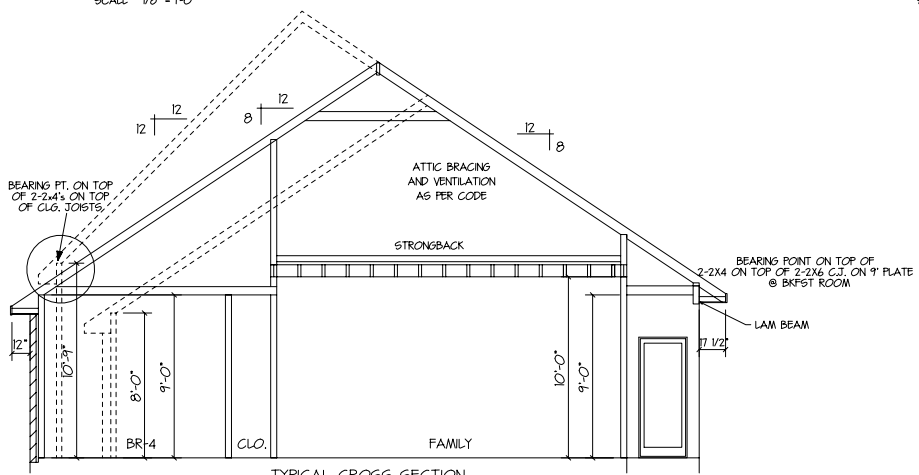 SCALE 1/8" = 1'-0"
12
12
12
8
12
8
ATTIC BRACING
AND VENTILATION
AS PER CODE
BEARING PT. ON TOP
OF 2-2x4's ON TOP
OF CLG. JOISTS
STRONGBACK
BEARING POINT ON TOP OF
2-2X4 ON TOP OF 2-2X6 C.J. ON 9' PLATE
@ BKFST ROOM
LAM BEAM
12"
17 1/2"
10'-9"
8'-0"
9'-0"
10'-0"
9'-0"
BR-4
CLO.
FAMILY
TYPICAL CROSS SECTION